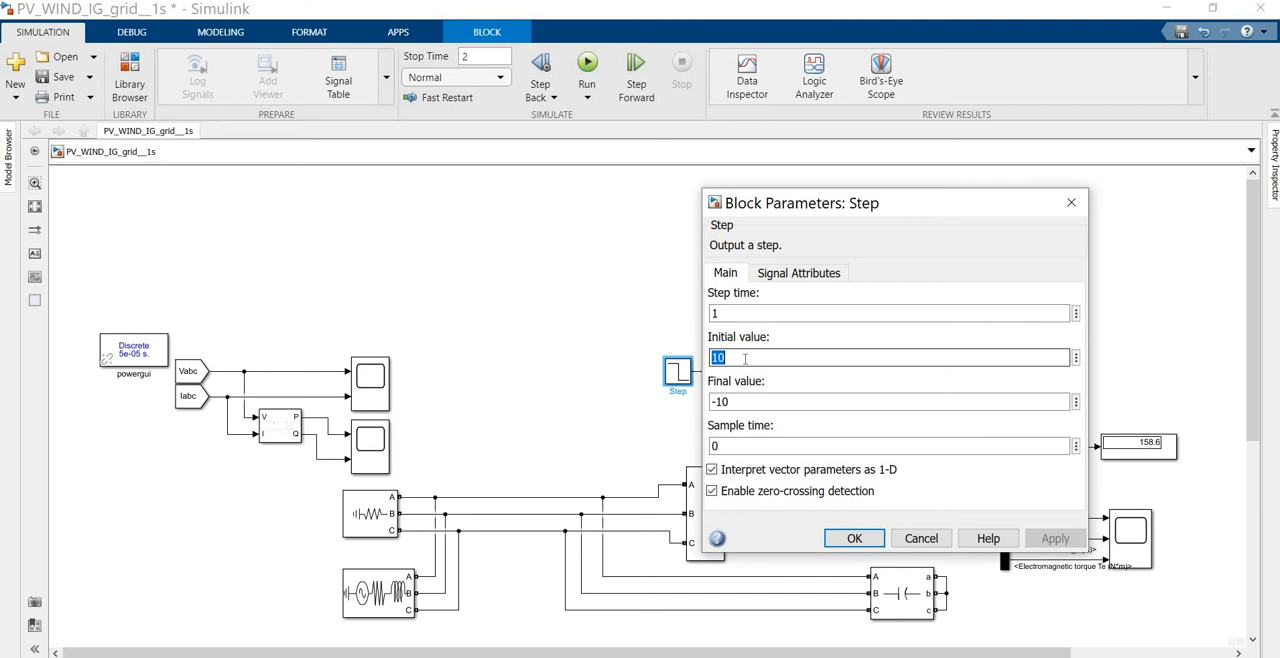 PV_WIND_IG_grid__1s * - Simulink
SIMULATION DEBUG MODELING FORMAT APPS BLOCK
New
Open
Save
Print
FILE
Library
Browser
LIBRARY
Log
Signals
Add
Viewer
Signal
Table
PREPARE
Stop Time 2
Normal
Fast Restart
Step
Back
Run
Step
Forward
Stop
SIMULATE
Data
Inspector
Logic
Analyzer
Bird's-Eye
Scope
REVIEW RESULTS
PV_WIND_IG_grid__1s
PV_WIND_IG_grid__1s
Model Browser
Property Inspector
Discrete
5e-05 s.
powergui
Vabc
Iabc
V P
I Q
A
B
C
A
B
C
Step
A
B
C
Block Parameters: Step
Step
Output a step.
Main Signal Attributes
Step time:
1
Initial value:
10
Final value:
-10
Sample time:
0
Interpret vector parameters as 1-D
Enable zero-crossing detection
OK Cancel Help Apply
158.6
<Electromagnetic torque Te (N*m)>
A a
B b
C c